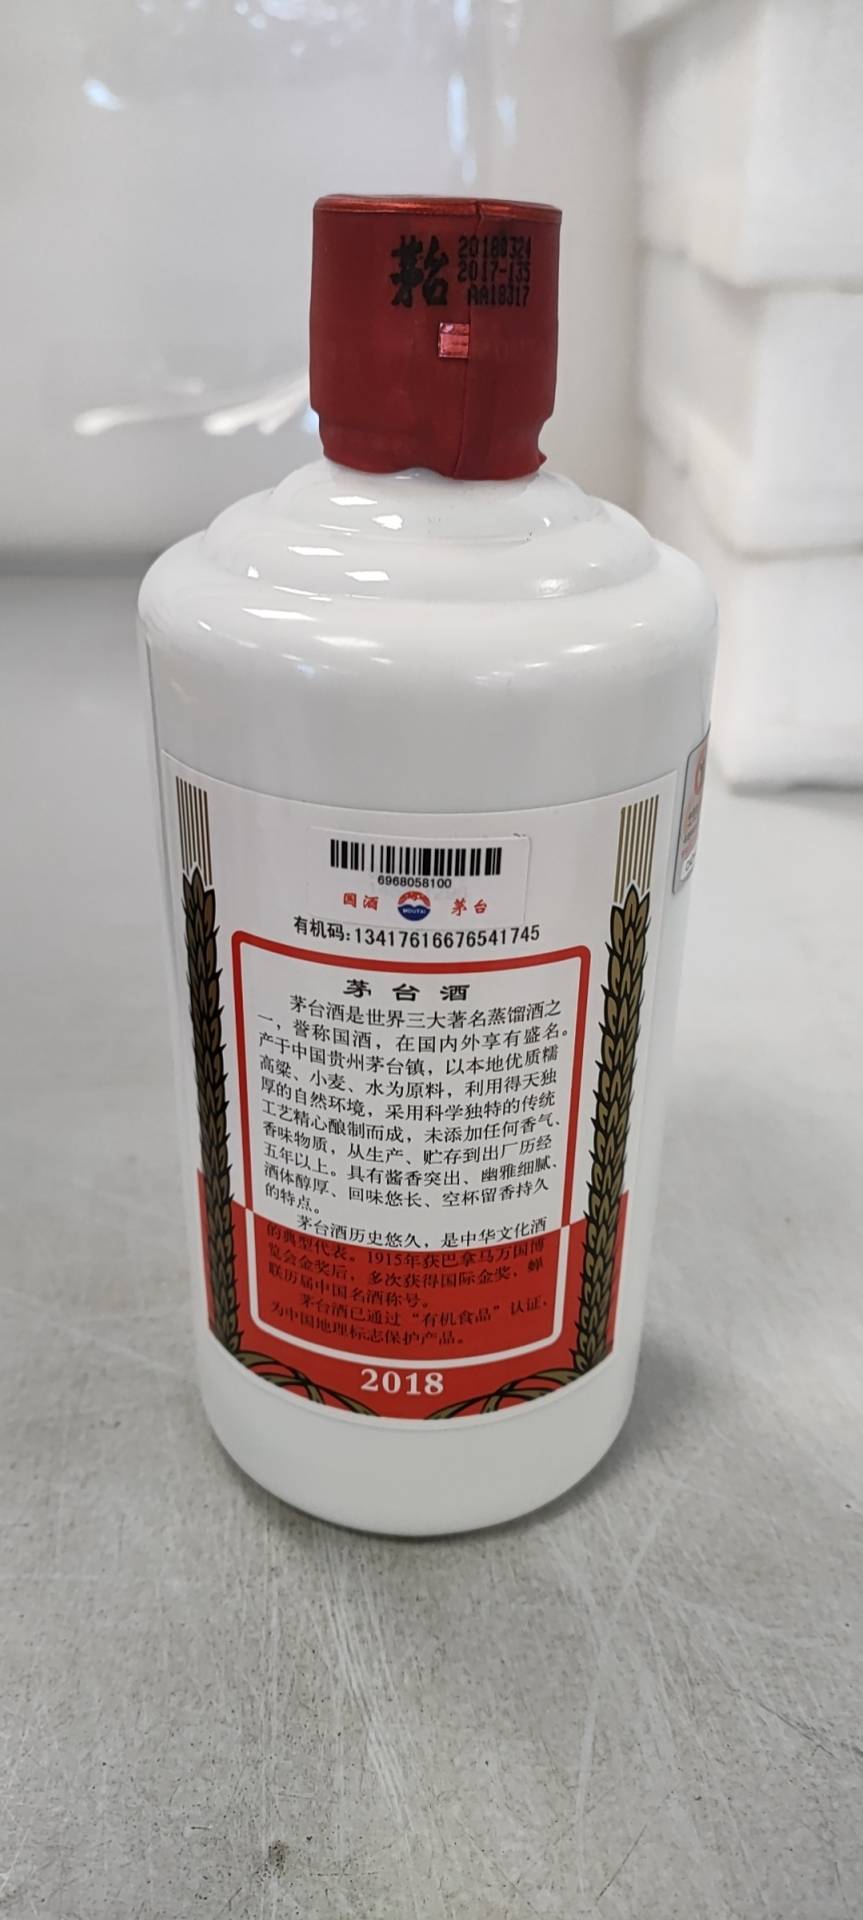 茅台
20180324
2017-135
AA18317
6968058100
国酒
MOUTAI
茅台
有机码:13417616676541745
茅台酒
茅台酒是世界三大著名蒸馏酒之
一，誉称国酒，在国内外享有盛名。
产于中国贵州茅台镇，以本地优质糯
高粱、小麦、水为原料，利用得天独
厚的自然环境，采用科学独特的传统
工艺精心酿制而成，未添加任何香气、
香味物质，从生产、贮存到出厂历经
五年以上。具有酱香突出、幽雅细腻、
酒体醇厚、回味悠长、空杯留香持久
的特点。
茅台酒历史悠久，是中华文化酒
的典型代表。1915年获巴拿马万国博
览会金奖后，多次获得国际金奖，蝉
联历届中国名酒称号。
茅台酒已通过“有机食品”认证，
为中国地理标志保护产品。
2018